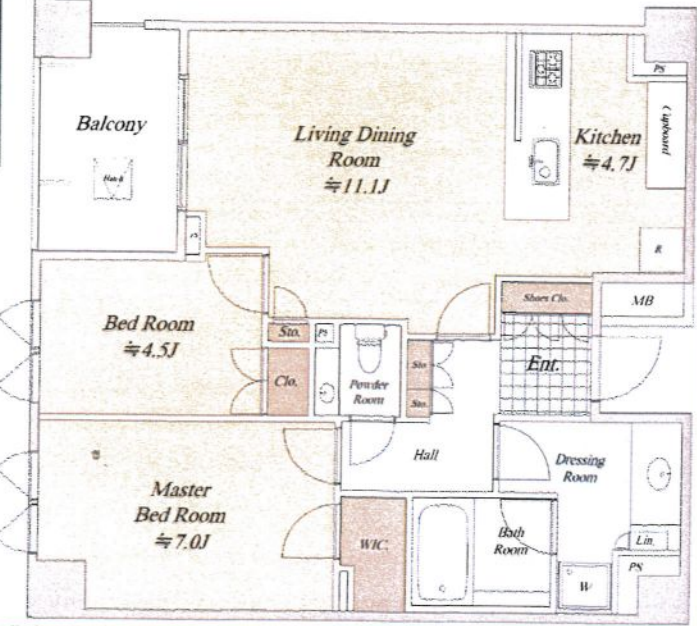 Balcony
Hatch
Living Dining
Room
≒11.1J
Kitchen
≒4.7J
PS
Cupboard
R
Bed Room
≒4.5J
Sto.
PS
Clo.
Powder
Room
Sto.
Sto.
Shoes Clo.
MB
Ent.
Hall
Dressing
Room
Master
Bed Room
≒7.0J
WIC.
Bath
Room
Lin.
PS
W